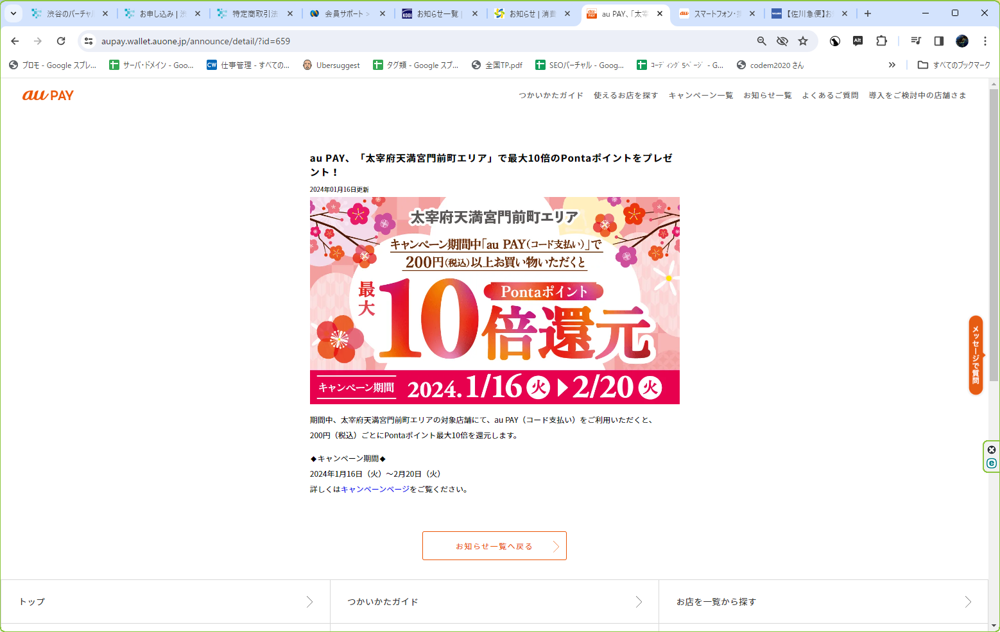 渋谷のバーチャル
お申し込み | 渋
特定商取引法
会員サポート >
お知らせ一覧 |
お知らせ | 消費
au PAY、「太宰
スマートフォン・携
【佐川急便】お
aupay.wallet.auone.jp/announce/detail/?id=659
プロモ - Google スプレ...
サーバ・ドメイン - Goo...
仕事管理 - すべての...
Ubersuggest
タグ類 - Google スプ...
全国TP.pdf
SEOバーチャル - Goog...
ｺｰﾃﾞｨﾝｸﾞ 5ﾍﾟｰｼﾞ - G...
codem2020 さん
»
すべてのブックマーク
au PAY
つかいかたガイド
使えるお店を探す
キャンペーン一覧
お知らせ一覧
よくあるご質問
導入をご検討中の店舗さま
au PAY、「太宰府天満宮門前町エリア」で最大10倍のPontaポイントをプレゼ
ント！
2024年01月16日更新
太宰府天満宮門前町エリア
キャンペーン期間中「au PAY（コード支払い）」で
200円（税込）以上お買い物いただくと
最大
10
Pontaポイント
倍還元
キャンペーン期間
2024. 1/16 火 ▶ 2/20 火
メッセージで質問
期間中、太宰府天満宮門前町エリアの対象店舗にて、au PAY（コード支払い）をご利用いただくと、
200円（税込）ごとにPontaポイント最大10倍を還元します。
◆キャンペーン期間◆
2024年1月16日（火）～2月20日（火）
詳しくはキャンペーンページをご覧ください。
お知らせ一覧へ戻る
トップ
つかいかたガイド
お店を一覧から探す